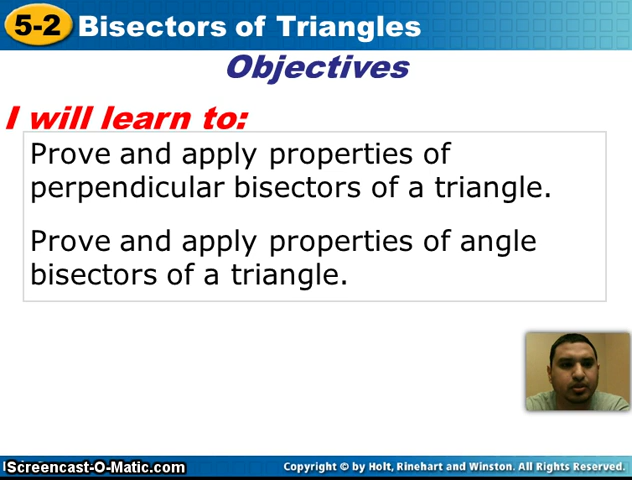 5-2 Bisectors of Triangles
Objectives
I will learn to:
Prove and apply properties of
perpendicular bisectors of a triangle.
Prove and apply properties of angle
bisectors of a triangle.
Screencast-O-Matic.com
Copyright © by Holt, Rinehart and Winston. All Rights Reserved.